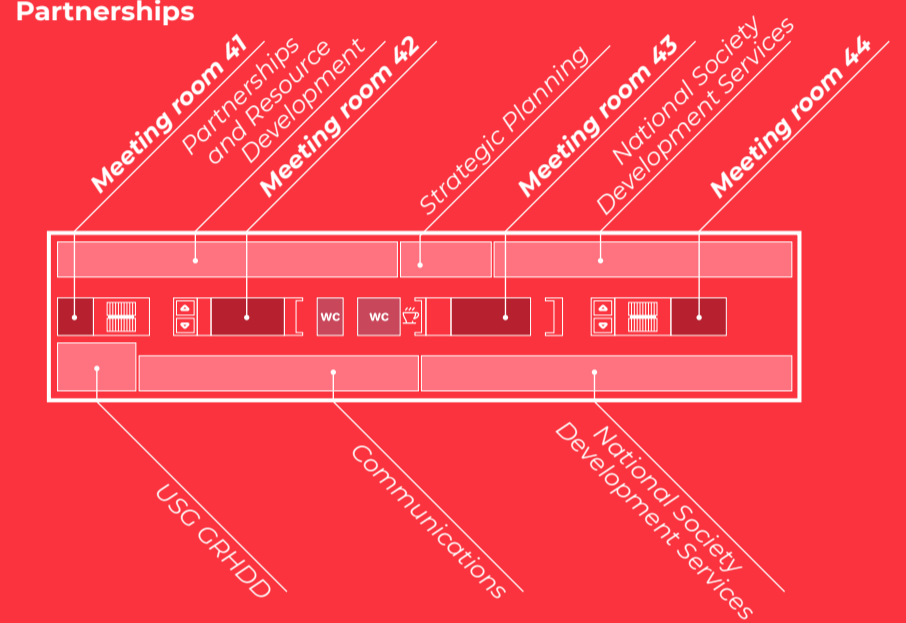 Partnerships
Meeting room 41
Partnerships
and Resource
Development
Meeting room 42
Strategic Planning
Meeting room 43
National Society
Development Services
Meeting room 44
WC
WC
USG GRHDD
Communications
National Society
Development Services